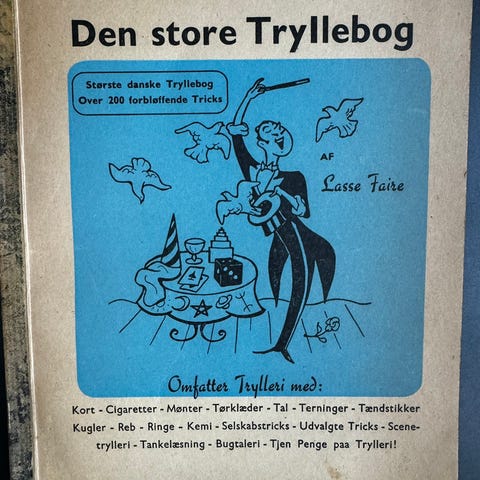 Den store Tryllebog
Største danske Tryllebog
Over 200 forbløffende Tricks
AF
Lasse Faire
Omfatter Trylleri med:
Kort - Cigaretter - Mønter - Tørklæder - Tal - Terninger - Tændstikker
Kugler - Reb - Ringe - Kemi - Selskabstricks - Udvalgte Tricks - Scene-
trylleri - Tankelæsning - Bugtaleri - Tjen Penge paa Trylleri!